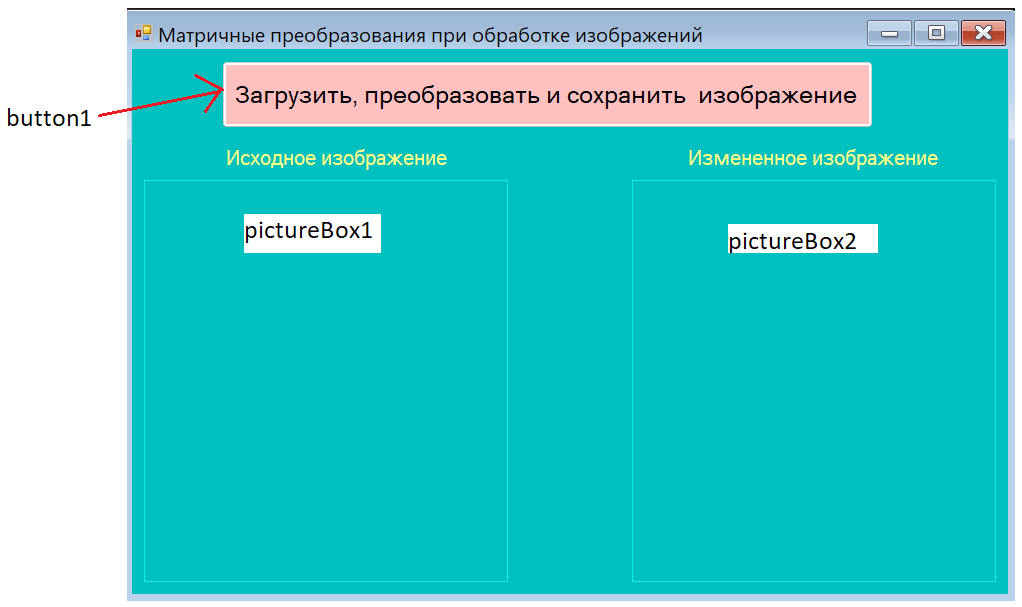 Матричные преобразования при обработке изображений
Загрузить, преобразовать и сохранить  изображение
button1
Исходное изображение
Измененное изображение
pictureBox1
pictureBox2